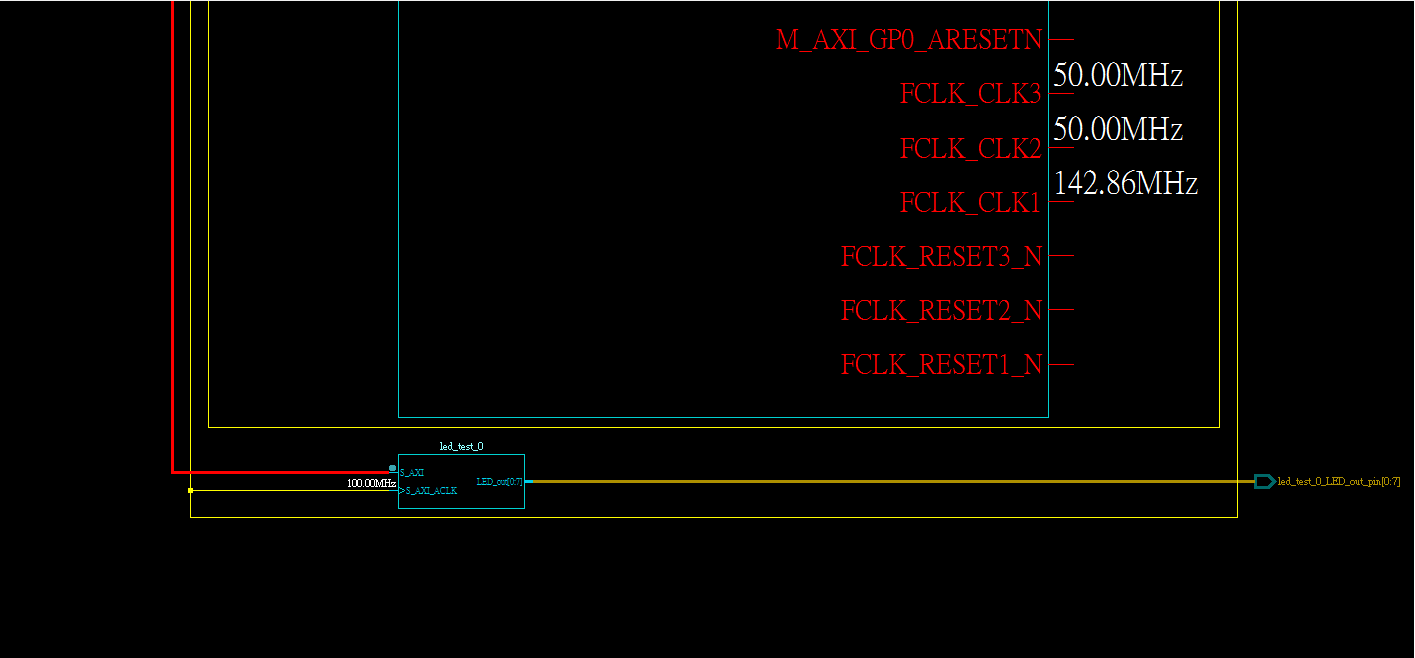 M_AXI_GP0_ARESETN
50.00MHz
FCLK_CLK3
50.00MHz
FCLK_CLK2
142.86MHz
FCLK_CLK1
FCLK_RESET3_N
FCLK_RESET2_N
FCLK_RESET1_N
led_test_0
S_AXI
100.00MHz
S_AXI_ACLK
LED_out[0:7]
led_test_0_LED_out_pin[0:7]